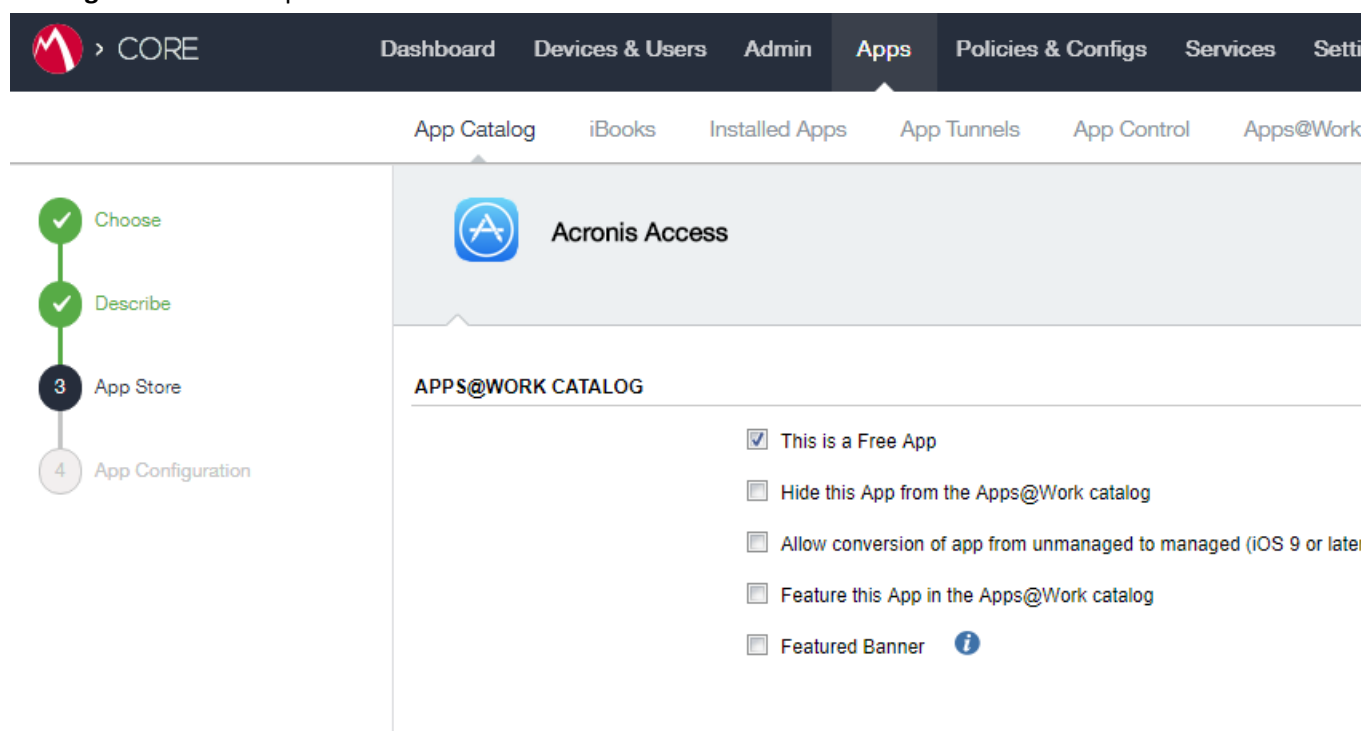 > CORE
Dashboard Devices & Users Admin Apps Policies & Configs Services
App Catalog iBooks Installed Apps App Tunnels App Control Apps@Work
Choose
Acronis Access
Describe
3 App Store
4 App Configuration
APPS@WORK CATALOG
This is a Free App
Hide this App from the Apps@Work catalog
Allow conversion of app from unmanaged to managed (iOS 9 or later
Feature this App in the Apps@Work catalog
Featured Banner i